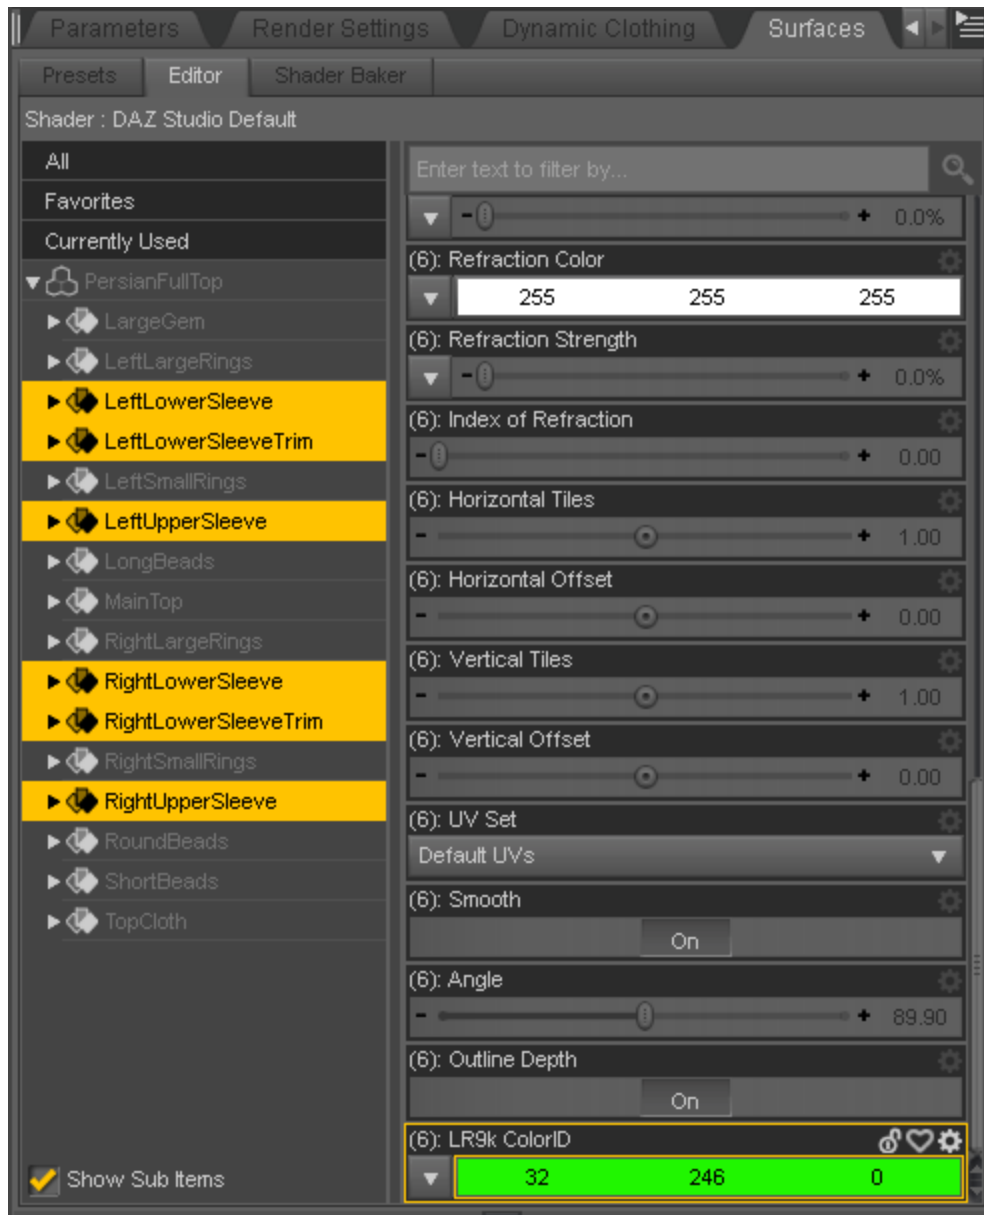 Parameters
Render Settings
Dynamic Clothing
Surfaces
Presets
Editor
Shader Baker
Shader : DAZ Studio Default
All
Favorites
Currently Used
PersianFullTop
LargeGem
LeftLargeRings
LeftLowerSleeve
LeftLowerSleeveTrim
LeftSmallRings
LeftUpperSleeve
LongBeads
MainTop
RightLargeRings
RightLowerSleeve
RightLowerSleeveTrim
RightSmallRings
RightUpperSleeve
RoundBeads
ShortBeads
TopCloth
Show Sub Items
Enter text to filter by...
- + 0.0%
(6): Refraction Color
255 255 255
(6): Refraction Strength
- + 0.0%
(6): Index of Refraction
- + 0.00
(6): Horizontal Tiles
- + 1.00
(6): Horizontal Offset
- + 0.00
(6): Vertical Tiles
- + 1.00
(6): Vertical Offset
- + 0.00
(6): UV Set
Default UVs
(6): Smooth
On
(6): Angle
- + 89.90
(6): Outline Depth
On
(6): LR9k ColorID
32 246 0